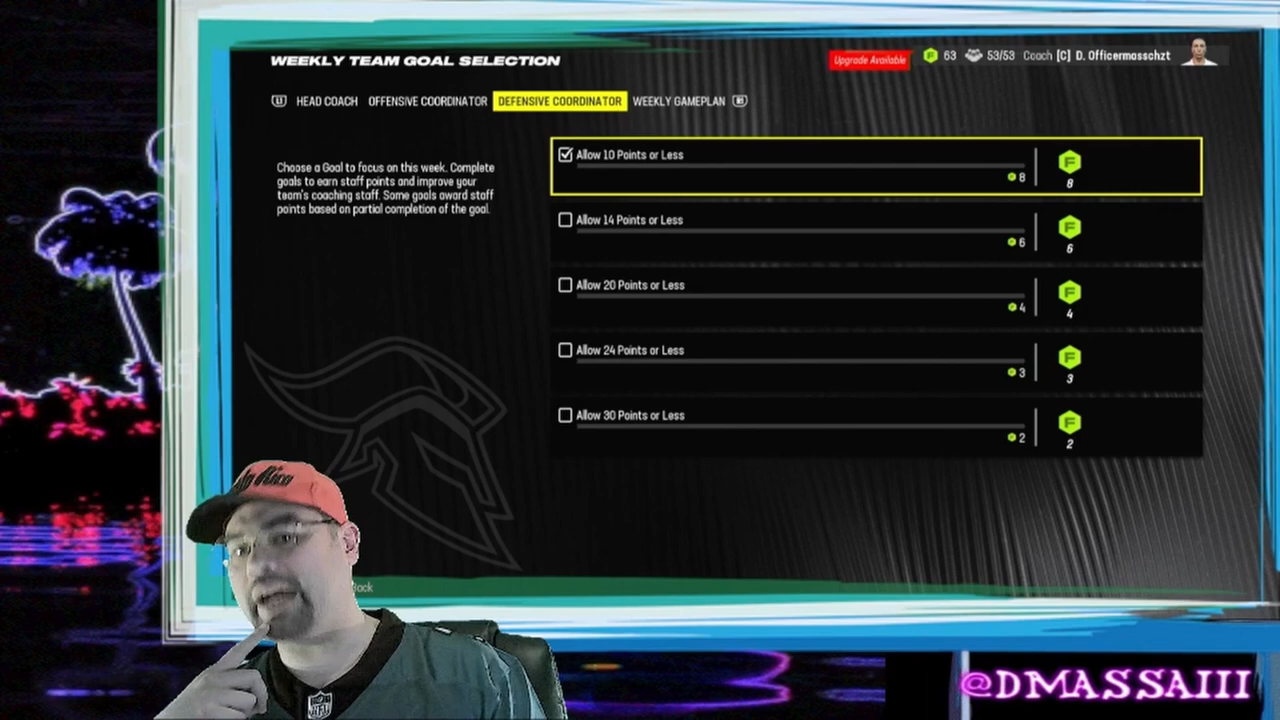 WEEKLY TEAM GOAL SELECTION
Upgrade Available
63
53/53
Coach [C] D. Officermasschzt
L1 HEAD COACH OFFENSIVE COORDINATOR DEFENSIVE COORDINATOR WEEKLY GAMEPLAN R1
Choose a Goal to focus on this week. Complete
goals to earn staff points and improve your
team's coaching staff. Some goals award staff
points based on partial completion of the goal.
Allow 10 Points or Less
8
F
8
Allow 14 Points or Less
6
F
6
Allow 20 Points or Less
4
F
4
Allow 24 Points or Less
3
F
3
Allow 30 Points or Less
2
F
2
Back
NFL
@DMASSAIII